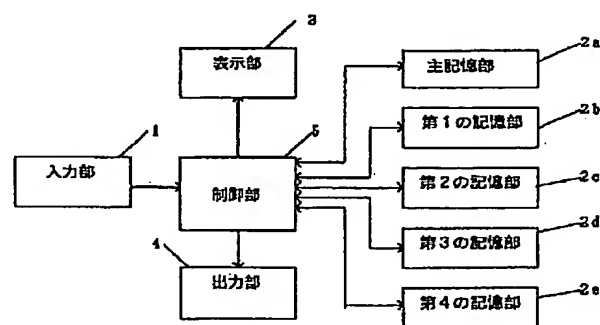 3
表示部
2a
主記憶部
1
5
2b
第1の記憶部
入力部
制御部
2c
第2の記憶部
4
2d
第3の記憶部
出力部
2e
第4の記憶部